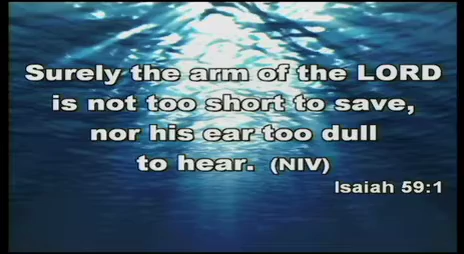 Surely the arm of the LORD
is not too short to save,
nor his ear too dull
to hear. (NIV)
Isaiah 59:1